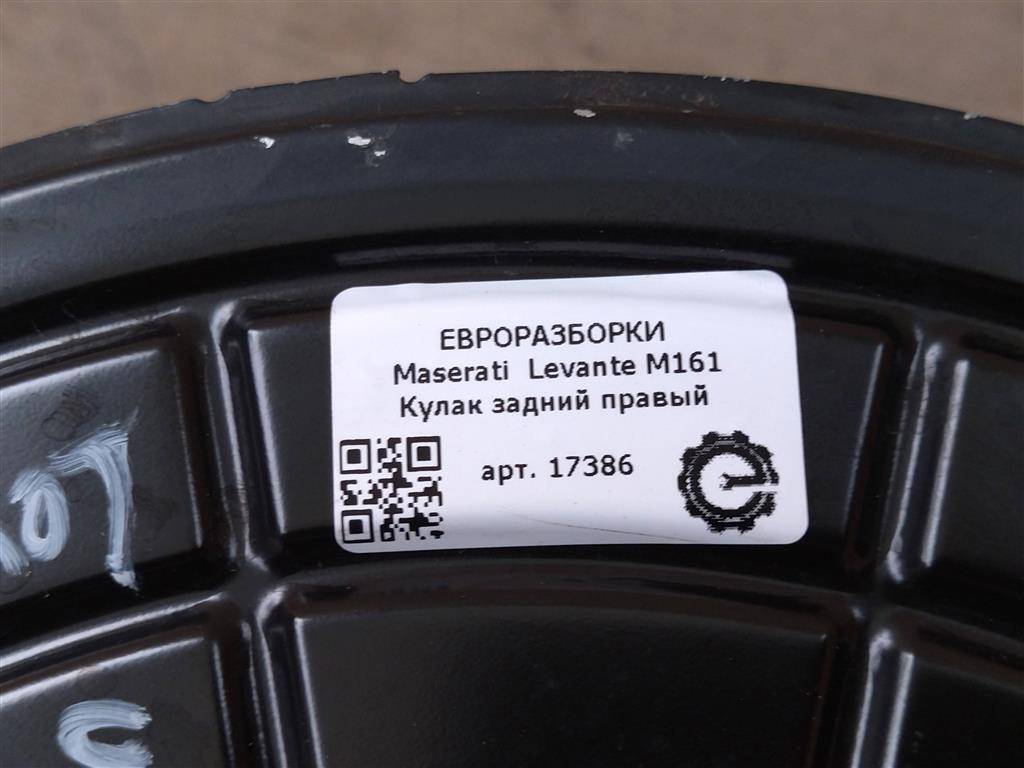 ЕВРОРАЗБОРКИ
Maserati Levante M161
Кулак задний правый
арт. 17386